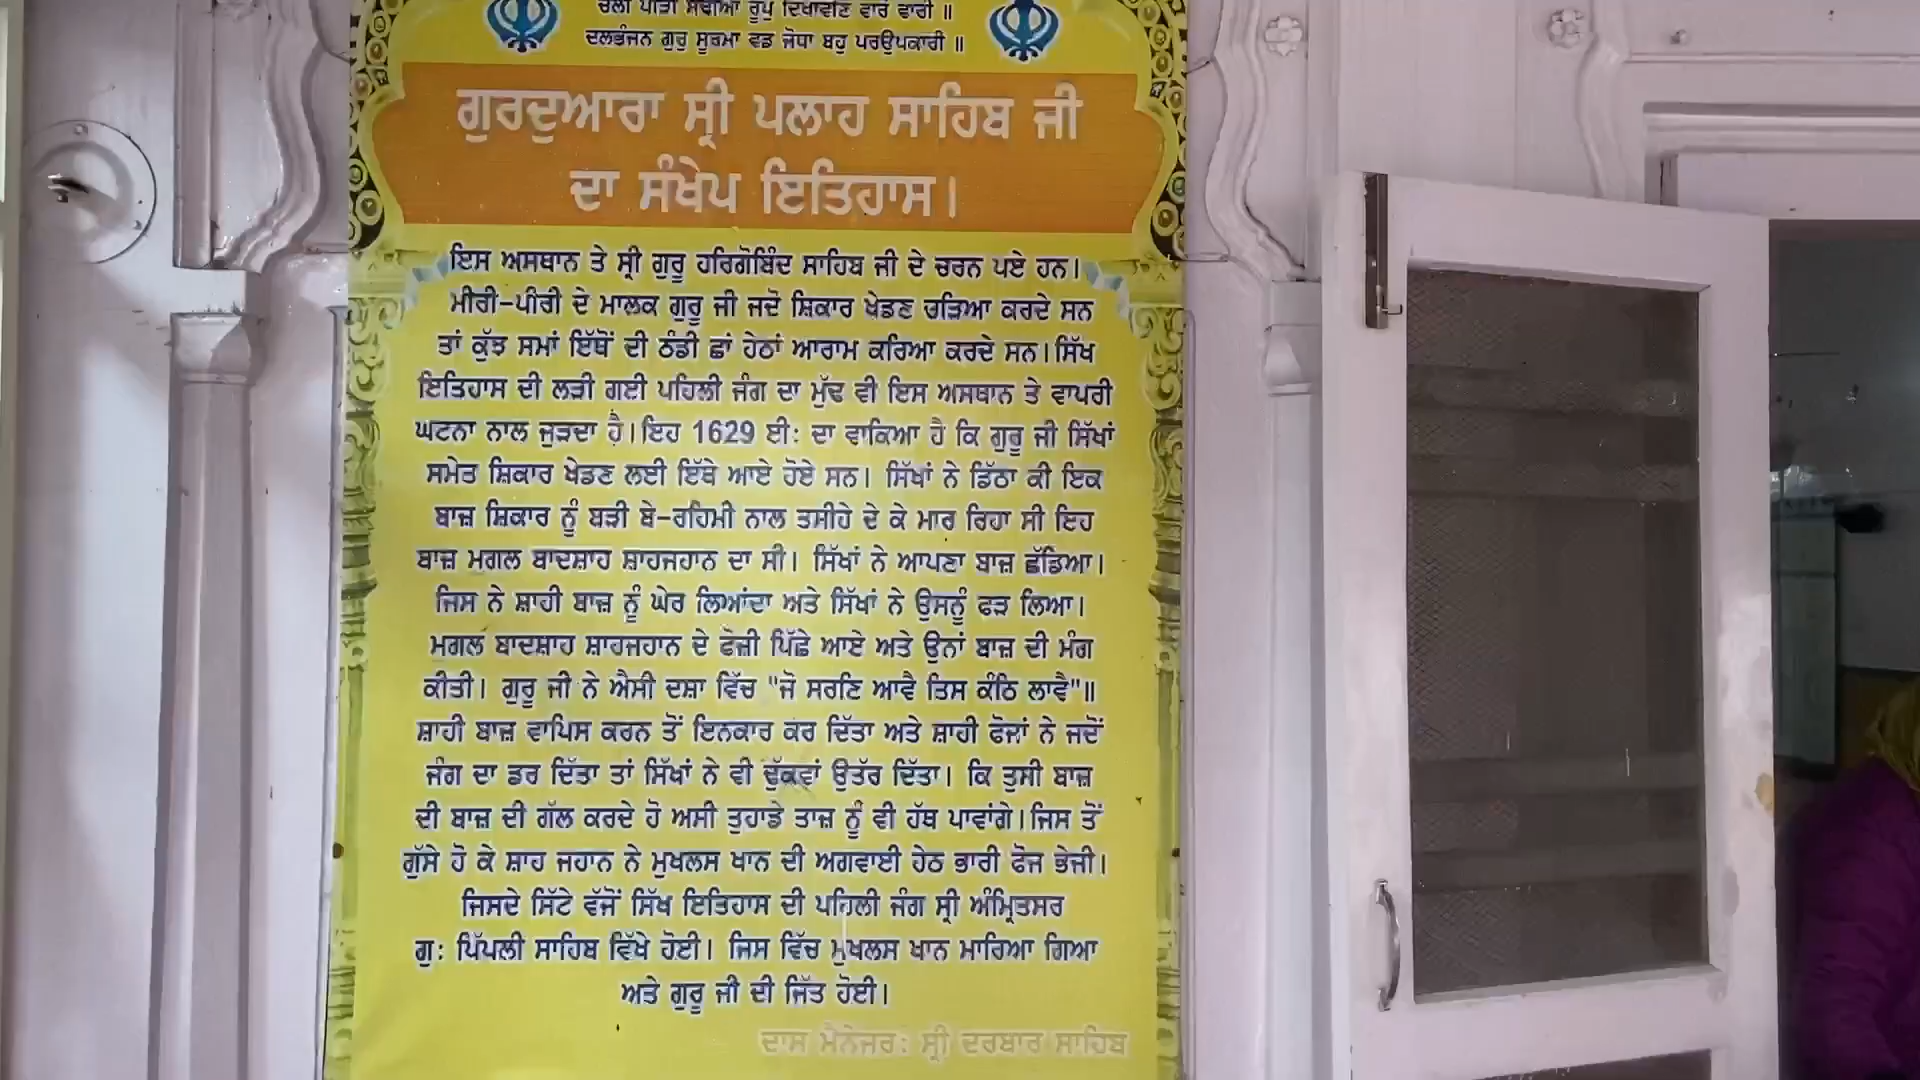 ਚਲੀ ਪੀੜੀ ਸੋਢੀਆ ਰੂਪੁ ਦਿਖਾਵਣਿ ਵਾਰੋ ਵਾਰੀ ॥
ਦਲਭੰਜਨ ਗੁਰੁ ਸੂਰਮਾ ਵਡ ਜੋਧਾ ਬਹੁ ਪਰਉਪਕਾਰੀ ॥
ਗੁਰਦੁਆਰਾ ਸ੍ਰੀ ਪਲਾਹ ਸਾਹਿਬ ਜੀ
ਦਾ ਸੰਖੇਪ ਇਤਿਹਾਸ।
ਇਸ ਅਸਥਾਨ ਤੇ ਸ੍ਰੀ ਗੁਰੂ ਹਰਿਗੋਬਿੰਦ ਸਾਹਿਬ ਜੀ ਦੇ ਚਰਨ ਪਏ ਹਨ।
ਮੀਰੀ-ਪੀਰੀ ਦੇ ਮਾਲਕ ਗੁਰੂ ਜੀ ਜਦੋ ਸ਼ਿਕਾਰ ਖੇਡਣ ਚੜਿਆ ਕਰਦੇ ਸਨ
ਤਾਂ ਕੁੱਝ ਸਮਾਂ ਇੱਥੋਂ ਦੀ ਠੰਡੀ ਛਾਂ ਹੇਠਾਂ ਆਰਾਮ ਕਰਿਆ ਕਰਦੇ ਸਨ।ਸਿੱਖ
ਇਤਿਹਾਸ ਦੀ ਲੜੀ ਗਈ ਪਹਿਲੀ ਜੰਗ ਦਾ ਮੁੱਢ ਵੀ ਇਸ ਅਸਥਾਨ ਤੇ ਵਾਪਰੀ
ਘਟਨਾ ਨਾਲ ਜੁੜਦਾ ਹੈ।ਇਹ 1629 ਈ: ਦਾ ਵਾਕਿਆ ਹੈ ਕਿ ਗੁਰੂ ਜੀ ਸਿੱਖਾਂ
ਸਮੇਤ ਸ਼ਿਕਾਰ ਖੇਡਣ ਲਈ ਇੱਥੇ ਆਏ ਹੋਏ ਸਨ। ਸਿੱਖਾਂ ਨੇ ਡਿੱਠਾ ਕੀ ਇਕ
ਬਾਜ਼ ਸ਼ਿਕਾਰ ਨੂੰ ਬੜੀ ਬੇ-ਰਹਿਮੀ ਨਾਲ ਤਸੀਹੇ ਦੇ ਕੇ ਮਾਰ ਰਿਹਾ ਸੀ ਇਹ
ਬਾਜ਼ ਮਗਲ ਬਾਦਸ਼ਾਹ ਸ਼ਾਹਜਹਾਨ ਦਾ ਸੀ। ਸਿੱਖਾਂ ਨੇ ਆਪਣਾ ਬਾਜ਼ ਛੱਡਿਆ।
ਜਿਸ ਨੇ ਸ਼ਾਹੀ ਬਾਜ਼ ਨੂੰ ਘੇਰ ਲਿਆਂਦਾ ਅਤੇ ਸਿੱਖਾਂ ਨੇ ਉਸਨੂੰ ਫੜ ਲਿਆ।
ਮਗਲ ਬਾਦਸ਼ਾਹ ਸ਼ਾਹਜਹਾਨ ਦੇ ਫੋਜ਼ੀ ਪਿੱਛੇ ਆਏ ਅਤੇ ਉਨਾਂ ਬਾਜ਼ ਦੀ ਮੰਗ
ਕੀਤੀ। ਗੁਰੂ ਜੀ ਨੇ ਐਸੀ ਦਸ਼ਾ ਵਿੱਚ "ਜੋ ਸਰਣਿ ਆਵੈ ਤਿਸ ਕੰਠਿ ਲਾਵੈ"॥
ਸ਼ਾਹੀ ਬਾਜ਼ ਵਾਪਿਸ ਕਰਨ ਤੋਂ ਇਨਕਾਰ ਕਰ ਦਿੱਤਾ ਅਤੇ ਸ਼ਾਹੀ ਫੋਜਾਂ ਨੇ ਜਦੋਂ
ਜੰਗ ਦਾ ਡਰ ਦਿੱਤਾ ਤਾਂ ਸਿੱਖਾਂ ਨੇ ਵੀ ਢੁੱਕਵਾਂ ਉਤੱਰ ਦਿੱਤਾ। ਕਿ ਤੁਸੀ ਬਾਜ਼
ਦੀ ਬਾਜ਼ ਦੀ ਗੱਲ ਕਰਦੇ ਹੋ ਅਸੀ ਤੁਹਾਡੇ ਤਾਜ਼ ਨੂੰ ਵੀ ਹੱਥ ਪਾਵਾਂਗੇ।ਜਿਸ ਤੋਂ
ਗੁੱਸੇ ਹੋ ਕੇ ਸ਼ਾਹ ਜਹਾਨ ਨੇ ਮੁਖਲਸ ਖਾਨ ਦੀ ਅਗਵਾਈ ਹੇਠ ਭਾਰੀ ਫੋਜ ਭੇਜੀ।
ਜਿਸਦੇ ਸਿੱਟੇ ਵੱਜੋਂ ਸਿੱਖ ਇਤਿਹਾਸ ਦੀ ਪਹਿਲੀ ਜੰਗ ਸ੍ਰੀ ਅੰਮ੍ਰਿਤਸਰ
ਗੁ: ਪਿੱਪਲੀ ਸਾਹਿਬ ਵਿੱਖੇ ਹੋਈ। ਜਿਸ ਵਿੱਚ ਮੁਖਲਸ ਖਾਨ ਮਾਰਿਆ ਗਿਆ
ਅਤੇ ਗੁਰੂ ਜੀ ਦੀ ਜਿੱਤ ਹੋਈ।
ਦਾਸ ਮੈਨੇਜਰ: ਸ੍ਰੀ ਦਰਬਾਰ ਸਾਹਿਬ